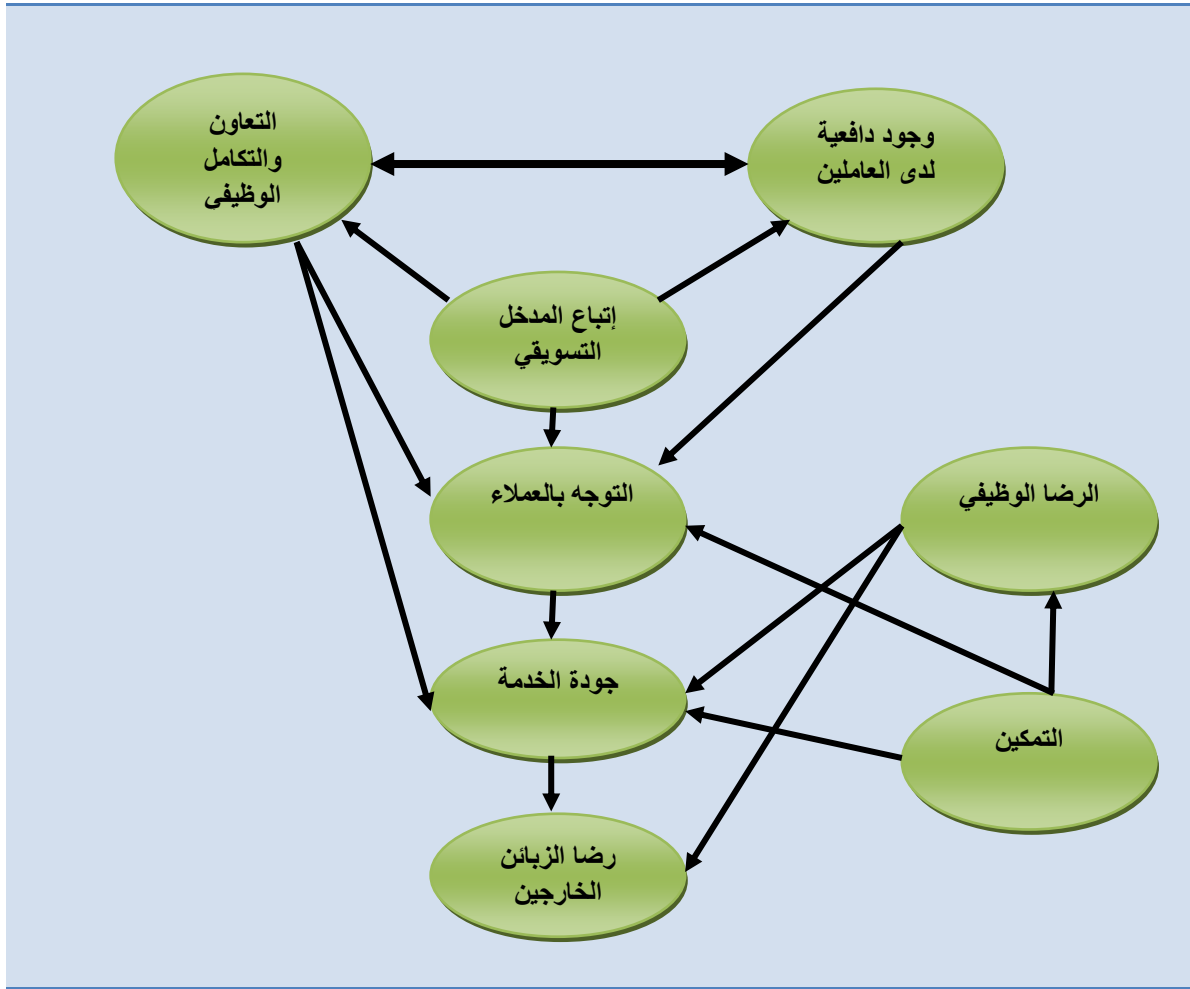 وجود دافعية
لدى العاملين
التعاون
والتكامل
الوظيفى
إتباع المدخل
التسويقي
التوجه بالعملاء
الرضا الوظيفي
جودة الخدمة
التمكين
رضا الزبائن
الخارجين